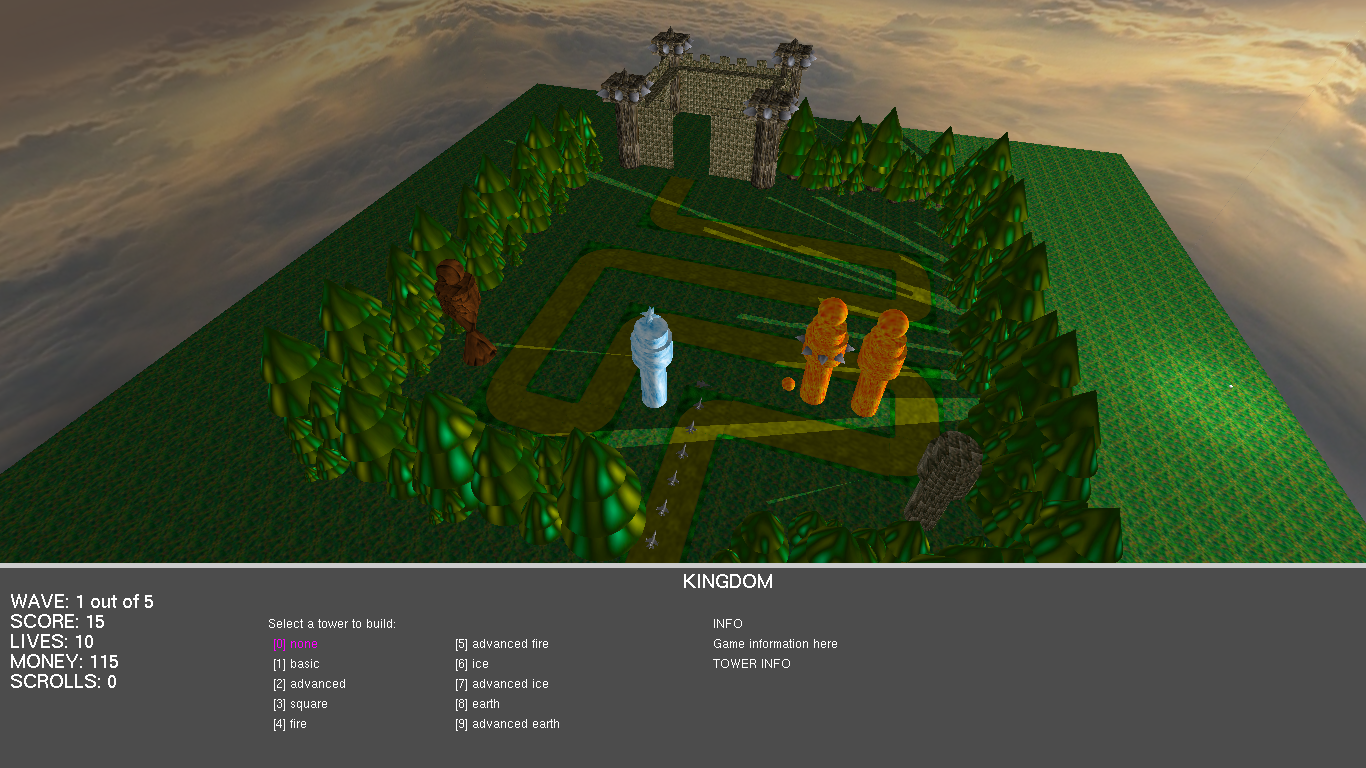 KINGDOM
WAVE: 1 out of 5
SCORE: 15
LIVES: 10
MONEY: 115
SCROLLS: 0
Select a tower to build:
[0] none
[1] basic
[2] advanced
[3] square
[4] fire
[5] advanced fire
[6] ice
[7] advanced ice
[8] earth
[9] advanced earth
INFO
Game information here
TOWER INFO